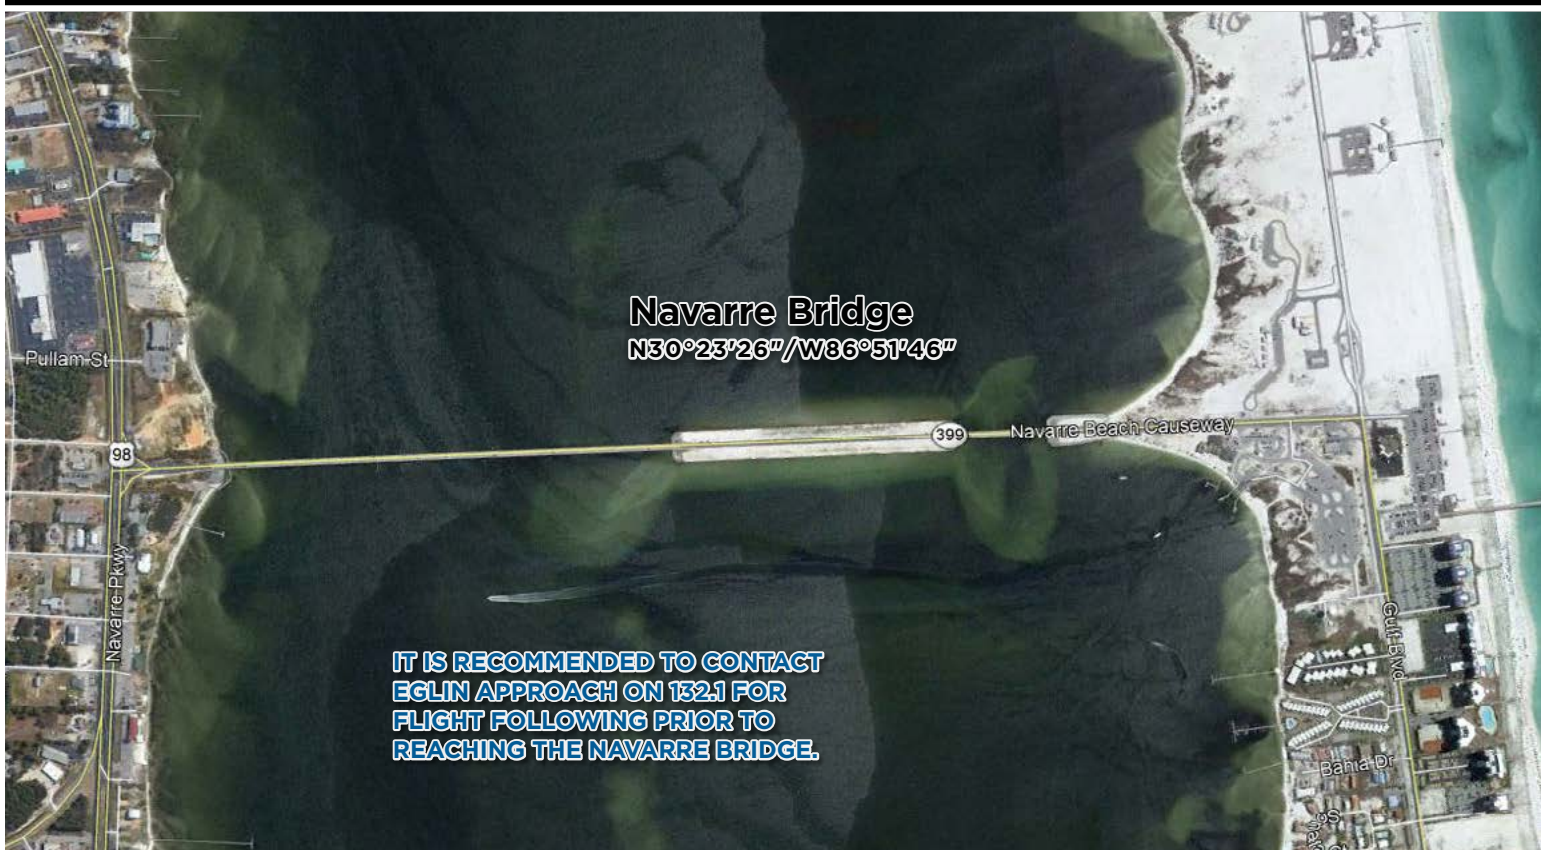 Navarre Bridge
N30°23'26"/W86°51'46"
Pullam St
98
399
Navarre Beach Causeway
Navarre Pkwy
Gulf Blvd
IT IS RECOMMENDED TO CONTACT
EGLIN APPROACH ON 132.1 FOR
FLIGHT FOLLOWING PRIOR TO
REACHING THE NAVARRE BRIDGE.
Bahia Dr